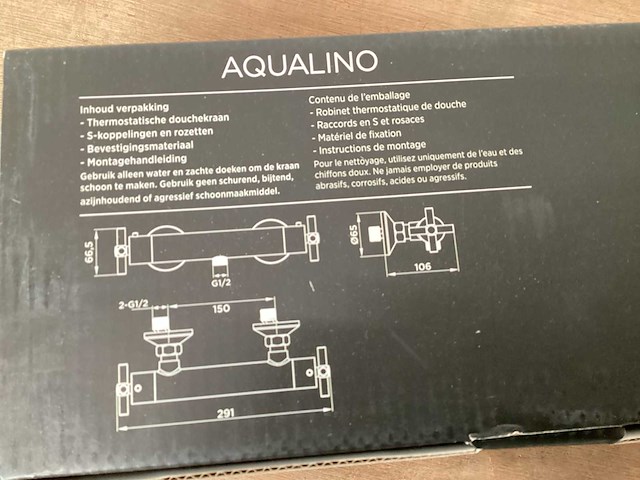 AQUALINO
Inhoud verpakking
- Thermostatische douchekraan
- S-koppelingen en rozetten
- Bevestigingsmateriaal
- Montagehandleiding
Gebruik alleen water en zachte doeken om de kraan
schoon te maken. Gebruik geen schurend, bijtend,
azijnhoudend of agressief schoonmaakmiddel.
Contenu de l'emballage
- Robinet thermostatique de douche
- Raccords en S et rosaces
- Matériel de fixation
- Instructions de montage
Pour le nettòyage, utilisez uniquement de l'eau et des
chiffons doux. Ne jamais employer de produits
abrasifs, corrosifs, acides ou agressifs.
66,5
G1/2
Ø65
106
2-G1/2
150
291